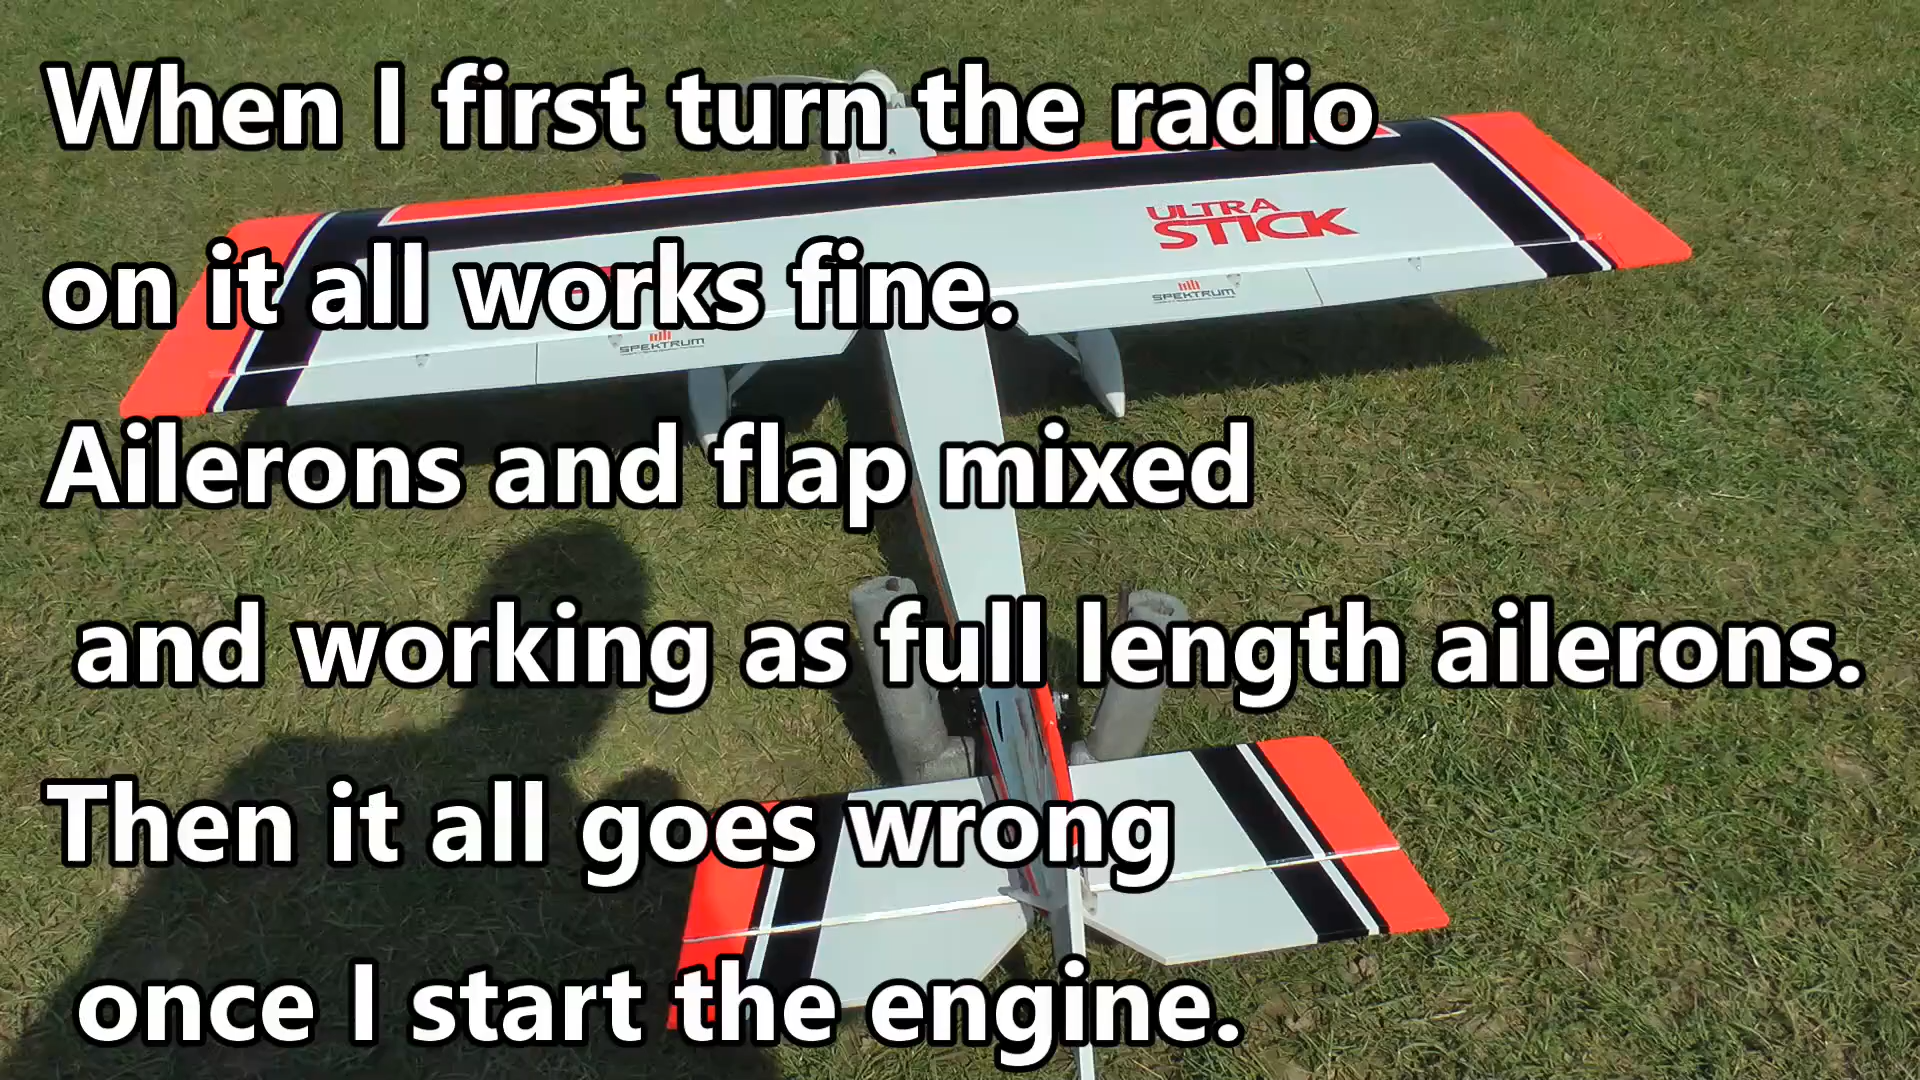 When I first turn the radio
ULTRA
STICK
on it all works fine.
SPEKTRUM
SPEKTRUM
Ailerons and flap mixed
and working as full length ailerons.
Then it all goes wrong
once I start the engine.